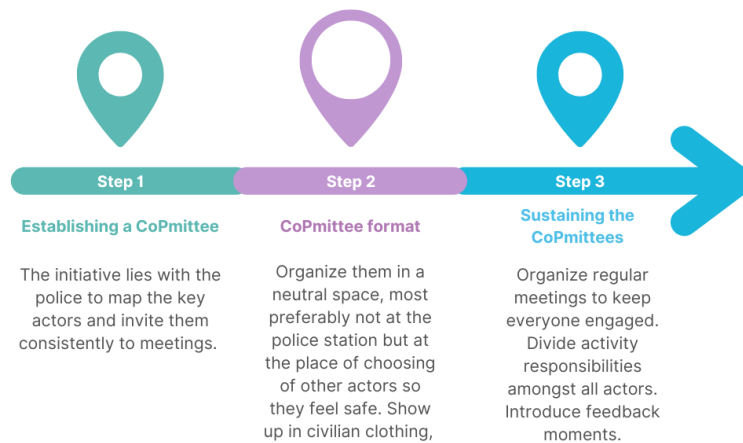 Step 1
Establishing a CoPmittee
The initiative lies with the
police to map the key
actors and invite them
consistently to meetings.
Step 2
CoPmittee format
Organize them in a
neutral space, most
preferably not at the
police station but at
the place of choosing
of other actors so
they feel safe. Show
up in civilian clothing,
Step 3
Sustaining the
CoPmittees
Organize regular
meetings to keep
everyone engaged.
Divide activity
responsibilities
amongst all actors.
Introduce feedback
moments.